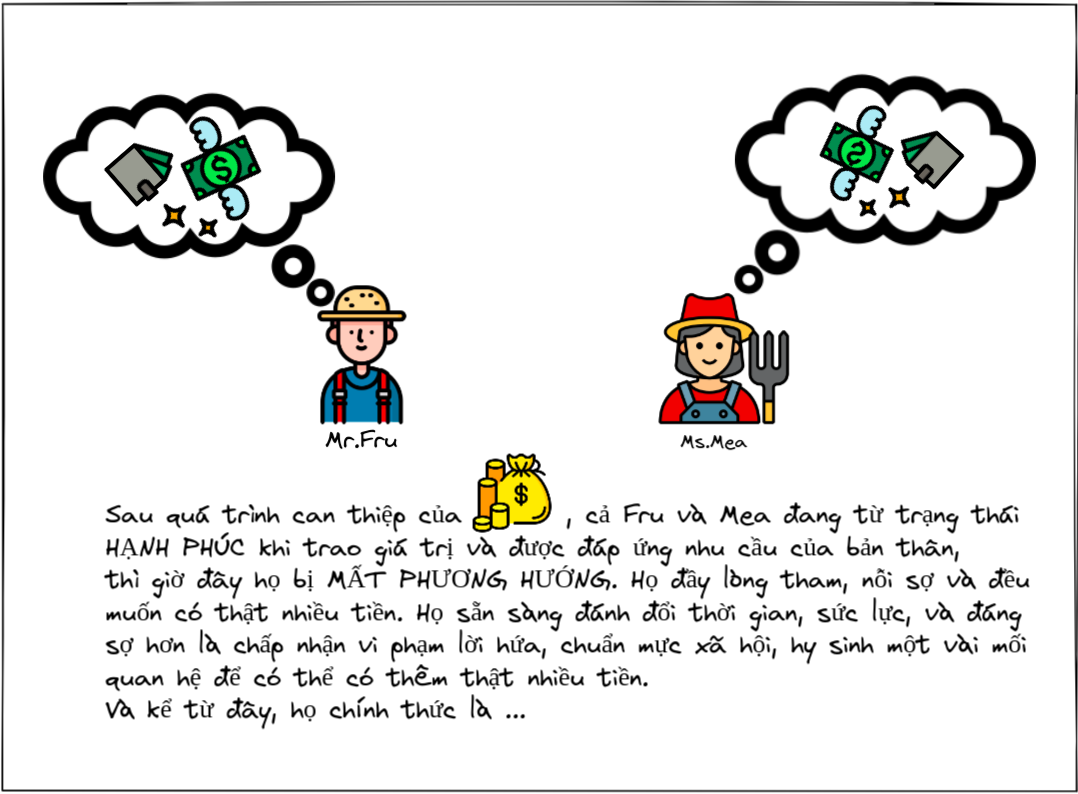 Mr.Fru
Ms.Mea
Sau quá trình can thiệp của , cả Fru và Mea đang từ trạng thái
HẠNH PHÚC khi trao giá trị và được đáp ứng nhu cầu của bản thân,
thì giờ đây họ bị MẤT PHƯƠNG HƯỚNG. Họ đầy lòng tham, nỗi sợ và đều
muốn có thật nhiều tiền. Họ sẵn sàng đánh đổi thời gian, sức lực, và đáng
sợ hơn là chấp nhận vi phạm lời hứa, chuẩn mực xã hội, hy sinh một vài mối
quan hệ để có thể có thêm thật nhiều tiền.
Và kể từ đây, họ chính thức là ...